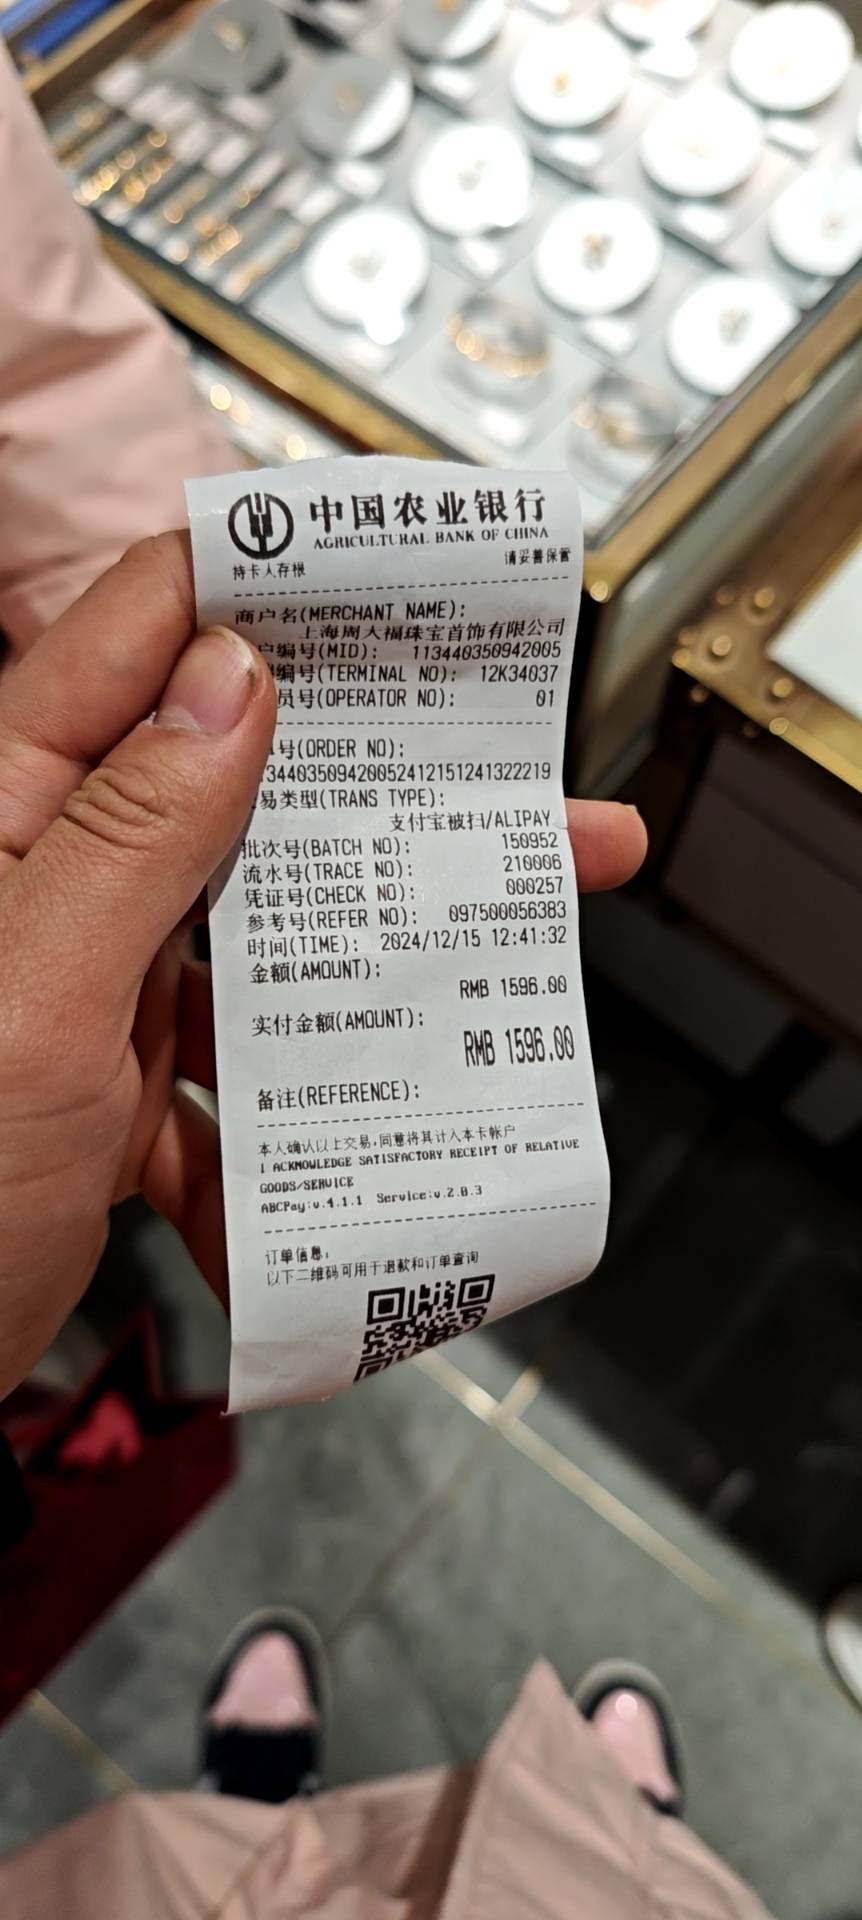 中国农业银行
AGRICULTURAL BANK OF CHINA
持卡人存根 请妥善保管
商户名(MERCHANT NAME):
上海周大福珠宝首饰有限公司
户编号(MID): 113440350942005
编号(TERMINAL NO): 12K34037
员号(OPERATOR NO): 01
号(ORDER NO):
13440350942005241215124132​2219
易类型(TRANS TYPE):
支付宝被扫/ALIPAY
批次号(BATCH NO): 150952
流水号(TRACE NO): 210006
凭证号(CHECK NO): 000257
参考号(REFER NO): 097500056383
时间(TIME): 2024/12/15 12:41:32
金额(AMOUNT):
RMB 1596.00
实付金额(AMOUNT):
RMB 1596.00
备注(REFERENCE):
本人确认以上交易,同意将其计入本卡帐户
I ACKNOWLEDGE SATISFACTORY RECEIPT OF RELATIVE
GOODS/SERVICE
ABCPay:v.4.1.1 Service:v.2.0.3
订单信息:
以下二维码可用于退款和订单查询